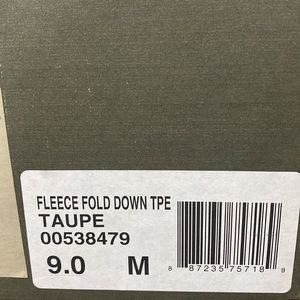 FLEECE FOLD DOWN TPE
TAUPE
00538479
9.0 M
8 87235 75718 9